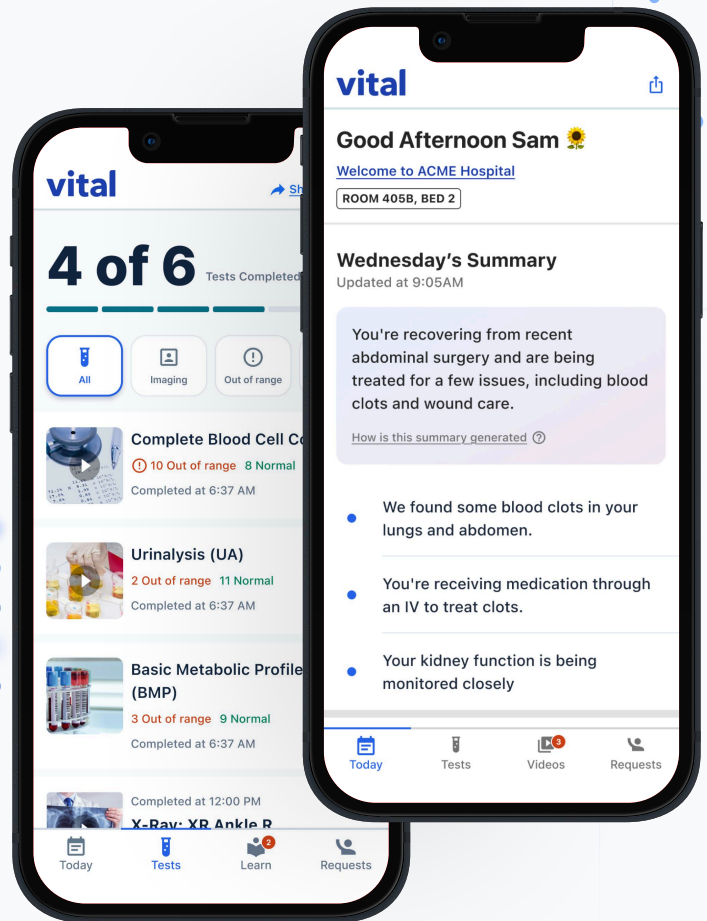 vital
Sh
4 of 6 Tests Completed
All
Imaging
Out of range
Complete Blood Cell Co
10 Out of range 8 Normal
Completed at 6:37 AM
Urinalysis (UA)
2 Out of range 11 Normal
Completed at 6:37 AM
Basic Metabolic Profile
(BMP)
3 Out of range 9 Normal
Completed at 6:37 AM
Completed at 12:00 PM
X-Ray: XR Ankle R
Today
Tests
2
Learn
Requests
vital
Good Afternoon Sam 🌻
Welcome to ACME Hospital
ROOM 405B, BED 2
Wednesday’s Summary
Updated at 9:05AM
You're recovering from recent
abdominal surgery and are being
treated for a few issues, including blood
clots and wound care.
How is this summary generated
We found some blood clots in your
lungs and abdomen.
You're receiving medication through
an IV to treat clots.
Your kidney function is being
monitored closely
Today
Tests
3
Videos
Requests